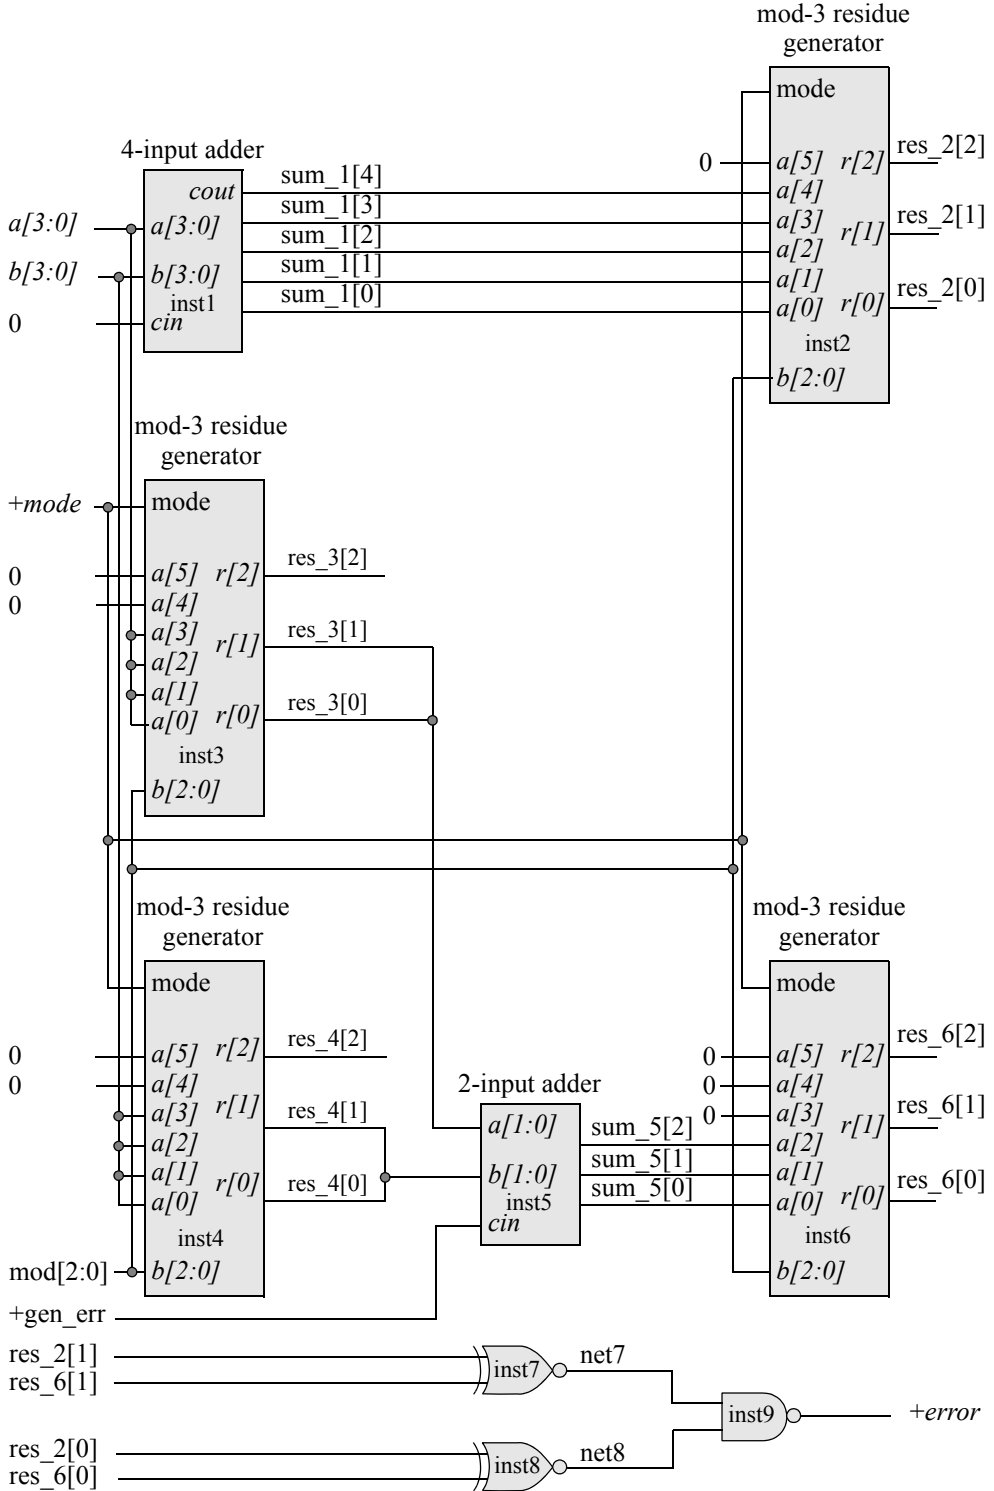 mod-3 residue
generator
mode
0
a[5] r[2] res_2[2]
a[4]
a[3]
r[1] res_2[1]
a[2]
a[1]
a[0] r[0] res_2[0]
inst2
b[2:0]
4-input adder
cout sum_1[4]
a[3:0] a[3:0] sum_1[3]
sum_1[2]
b[3:0] b[3:0] sum_1[1]
inst1 sum_1[0]
0 cin
mod-3 residue
generator
+mode mode
0 a[5] r[2] res_3[2]
0 a[4]
a[3] r[1] res_3[1]
a[2]
a[1]
a[0] r[0] res_3[0]
inst3
b[2:0]
mod-3 residue
generator
mode
0 a[5] r[2] res_4[2]
0 a[4]
a[3] r[1] res_4[1]
a[2]
a[1] r[0] res_4[0]
a[0]
inst4
mod[2:0] b[2:0]
+gen_err
2-input adder
a[1:0] sum_5[2]
sum_5[1]
b[1:0] sum_5[0]
inst5
cin
mod-3 residue
generator
mode
0 a[5] r[2] res_6[2]
0 a[4]
0 a[3] r[1] res_6[1]
a[2]
a[1]
a[0] r[0] res_6[0]
inst6
b[2:0]
res_2[1] inst7 net7
res_6[1]
inst9 +error
res_2[0] inst8 net8
res_6[0]